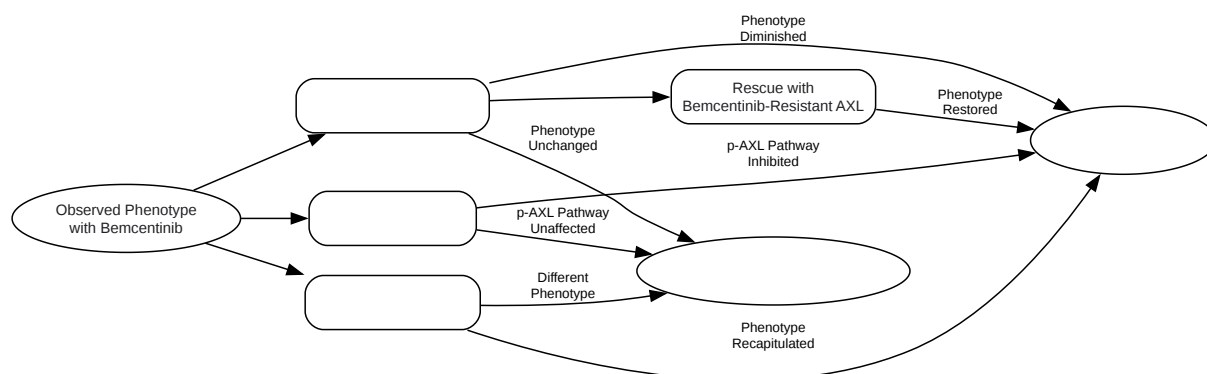 Phenotype
Diminished
Rescue with
Bemcentinib-Resistant AXL
Phenotype
Restored
Phenotype
Unchanged
p-AXL Pathway
Inhibited
Observed Phenotype
with Bemcentinib
p-AXL Pathway
Unaffected
Different
Phenotype
Phenotype
Recapitulated